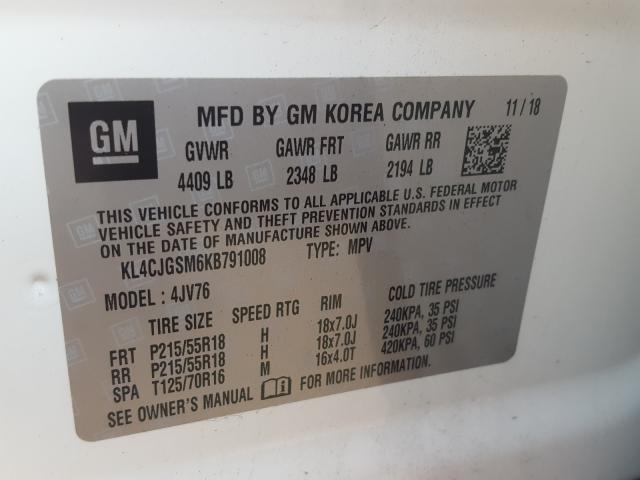 GM
MFD BY GM KOREA COMPANY 11 / 18
GVWR GAWR FRT GAWR RR
4409 LB 2348 LB 2194 LB
THIS VEHICLE CONFORMS TO ALL APPLICABLE U.S. FEDERAL MOTOR
VEHICLE SAFETY AND THEFT PREVENTION STANDARDS IN EFFECT
ON THE DATE OF MANUFACTURE SHOWN ABOVE.
KL4CJGSM6KB791008 TYPE: MPV
MODEL : 4JV76
TIRE SIZE SPEED RTG RIM COLD TIRE PRESSURE
FRT P215/55R18 H 18x7.0J 240KPA, 35 PSI
RR P215/55R18 H 18x7.0J 240KPA, 35 PSI
SPA T125/70R16 M 16x4.0T 420KPA, 60 PSI
SEE OWNER'S MANUAL FOR MORE INFORMATION.